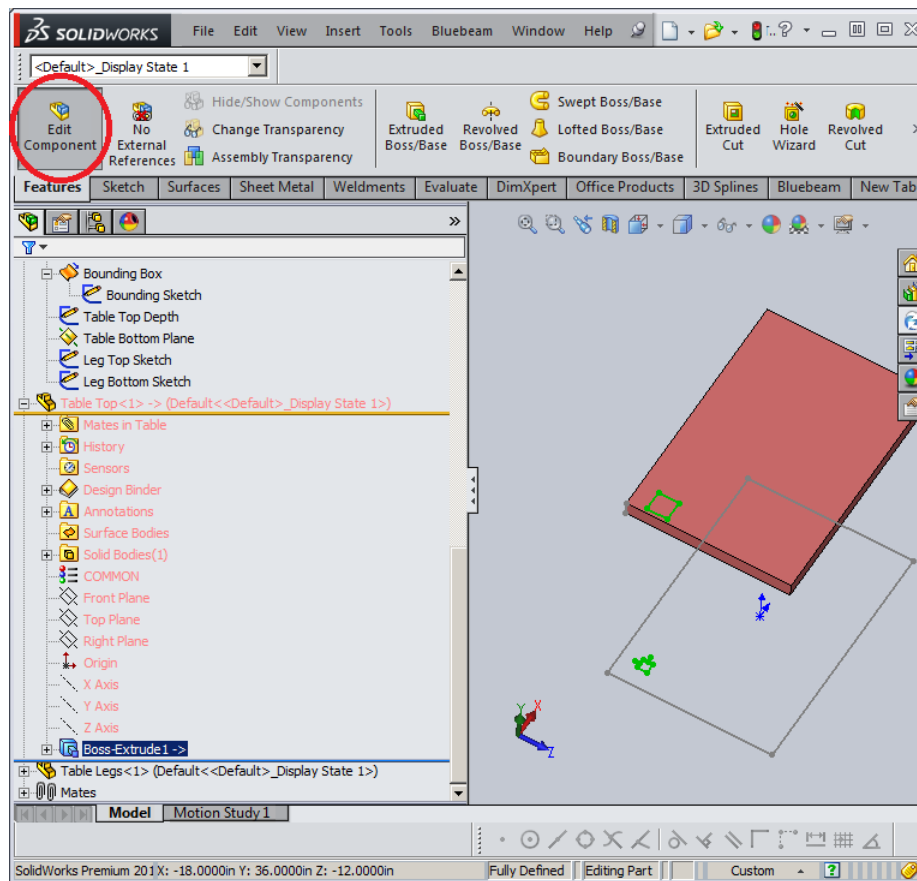 SOLIDWORKS File Edit View Insert Tools Bluebeam Window Help
<Default>_Display State 1
Edit Component
No External References
Hide/Show Components
Change Transparency
Assembly Transparency
Extruded Boss/Base
Revolved Boss/Base
Swept Boss/Base
Lofted Boss/Base
Boundary Boss/Base
Extruded Cut
Hole Wizard
Revolved Cut
Features Sketch Surfaces Sheet Metal Weldments Evaluate DimXpert Office Products 3D Splines Bluebeam New Tab
Bounding Box
Bounding Sketch
Table Top Depth
Table Bottom Plane
Leg Top Sketch
Leg Bottom Sketch
Table Top<1> -> (Default<<Default>_Display State 1>)
Mates in Table
History
Sensors
Design Binder
Annotations
Surface Bodies
Solid Bodies(1)
COMMON
Front Plane
Top Plane
Right Plane
Origin
X Axis
Y Axis
Z Axis
Boss-Extrude1 ->
Table Legs<1> (Default<<Default>_Display State 1>)
Mates
Y X Z
Model Motion Study 1
SolidWorks Premium 201 X: -18.0000in Y: 36.0000in Z: -12.0000in Fully Defined Editing Part Custom